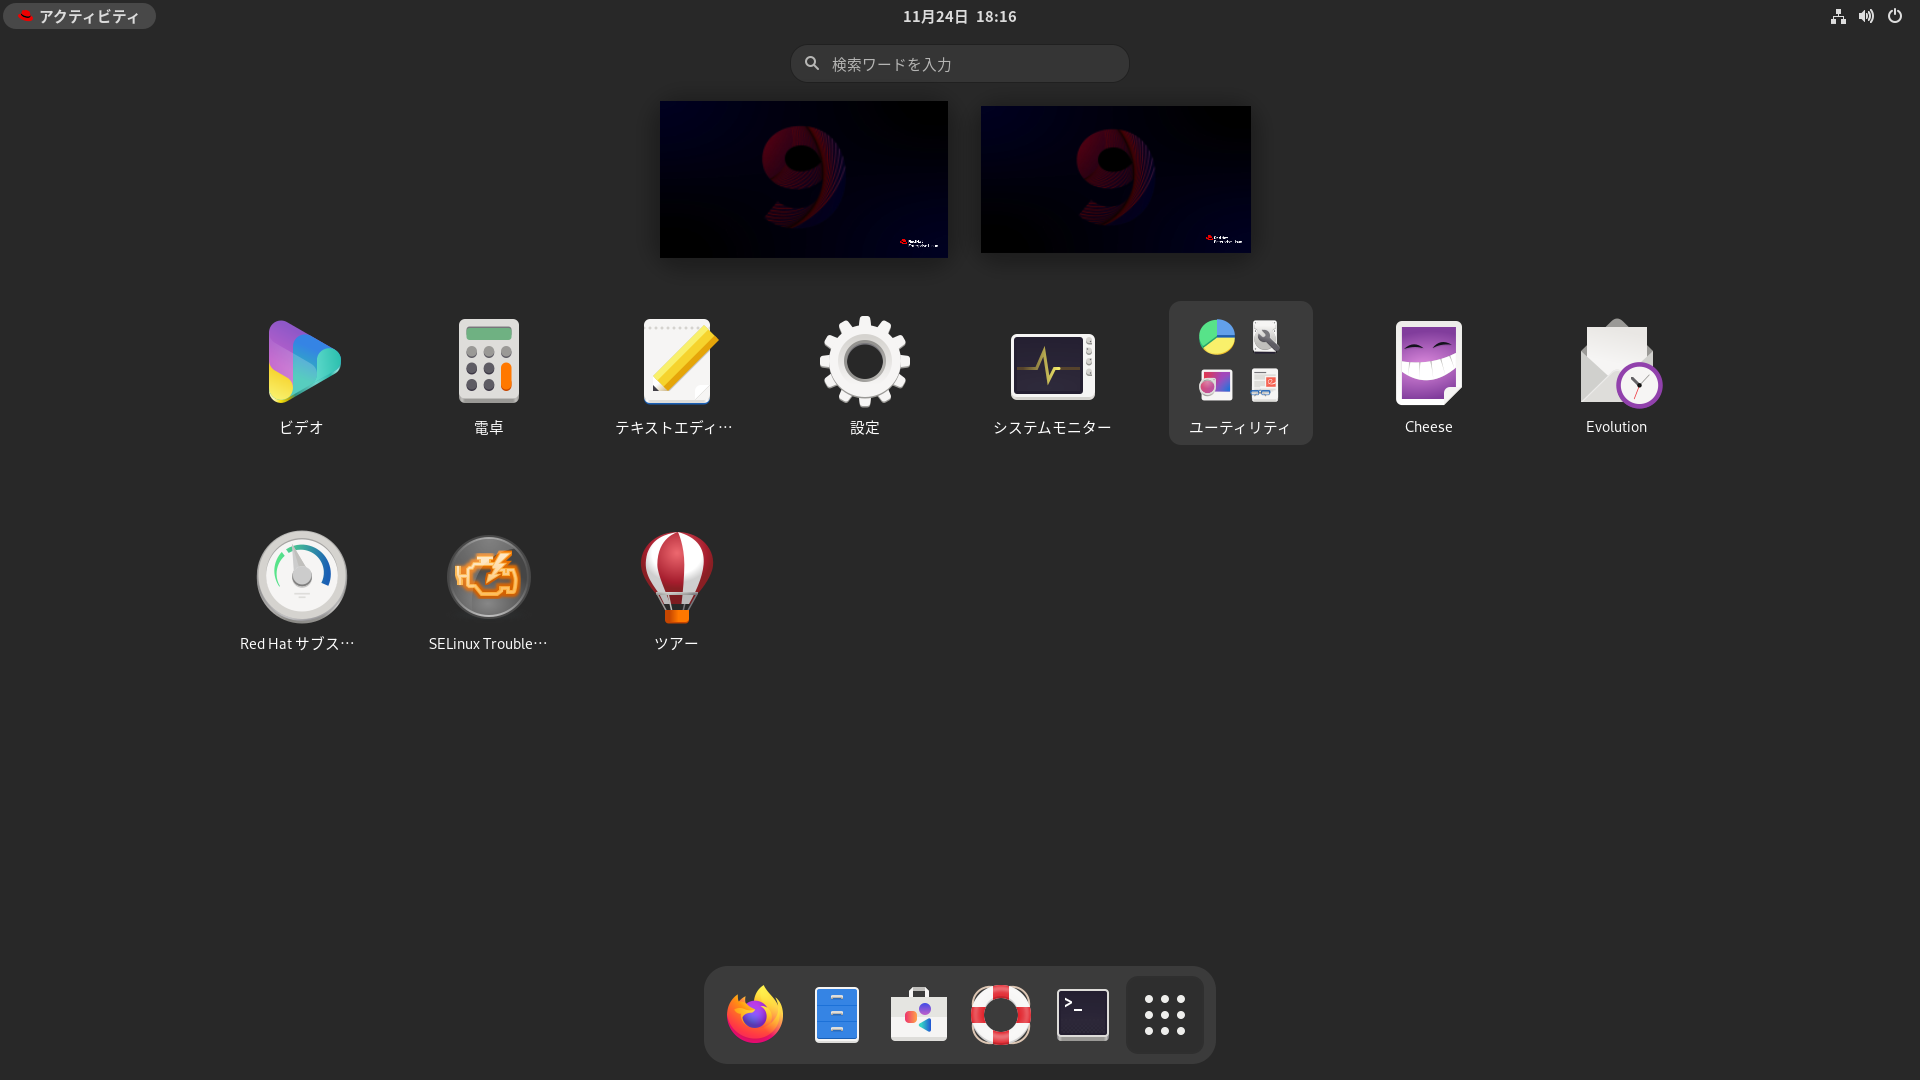 アクティビティ
11月24日 18:16
検索ワードを入力
ビデオ
電卓
テキストエディ…
設定
システムモニター
ユーティリティ
Cheese
Evolution
Red Hat サブス…
SELinux Trouble…
ツアー
>_